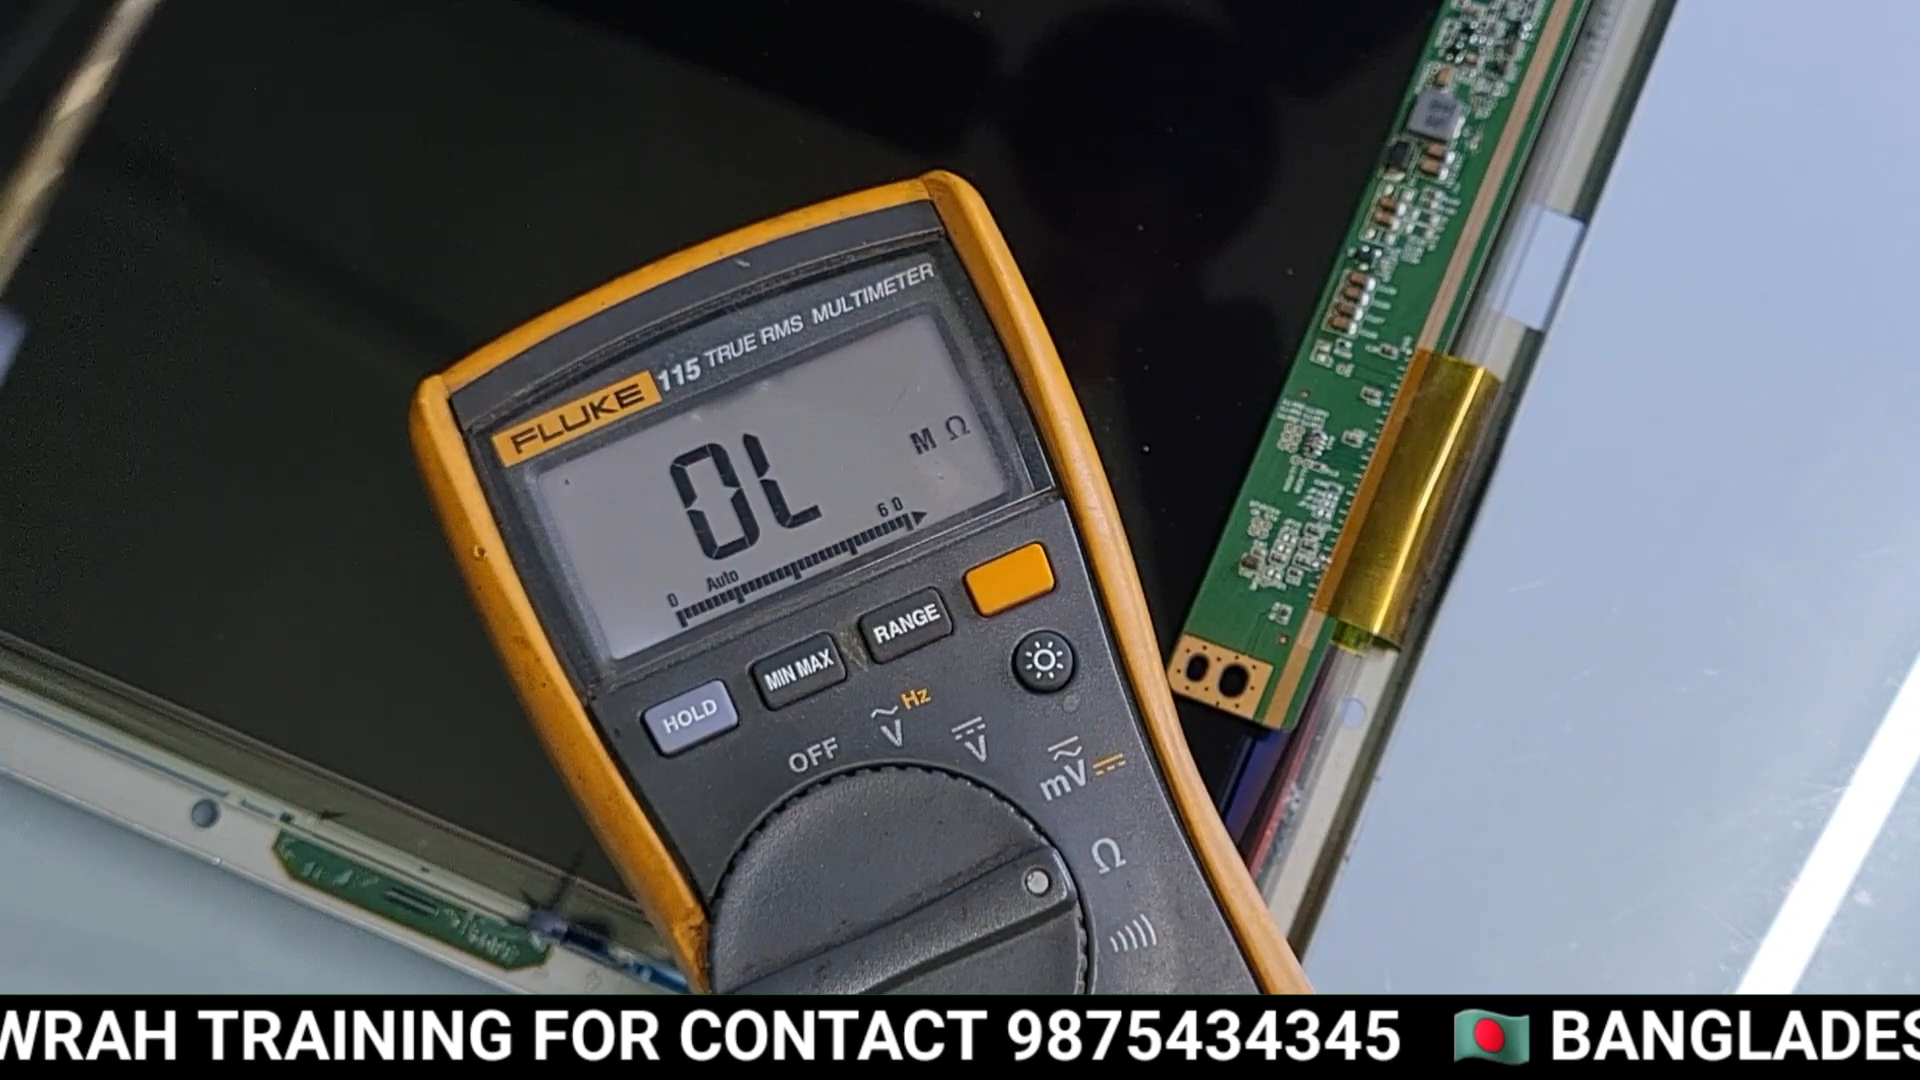 FLUKE 115 TRUE RMS MULTIMETER
M Ω
OL
0 Auto 60
HOLD MIN MAX RANGE
OFF V Hz V mV Ω
WRAH TRAINING FOR CONTACT 9875434345 🇧🇩 BANGLADES